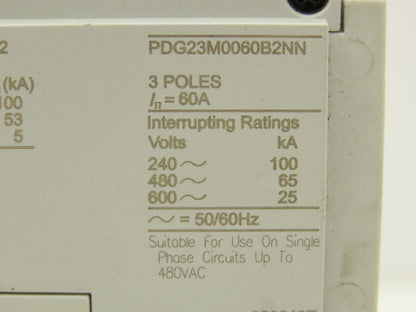 2
(kA)
100
53
5
PDG23M0060B2NN
3 POLES
In = 60A
Interrupting Ratings
Volts kA
240 ~ 100
480 ~ 65
600 ~ 25
~ = 50/60Hz
Suitable For Use On Single
Phase Circuits Up To
480VAC